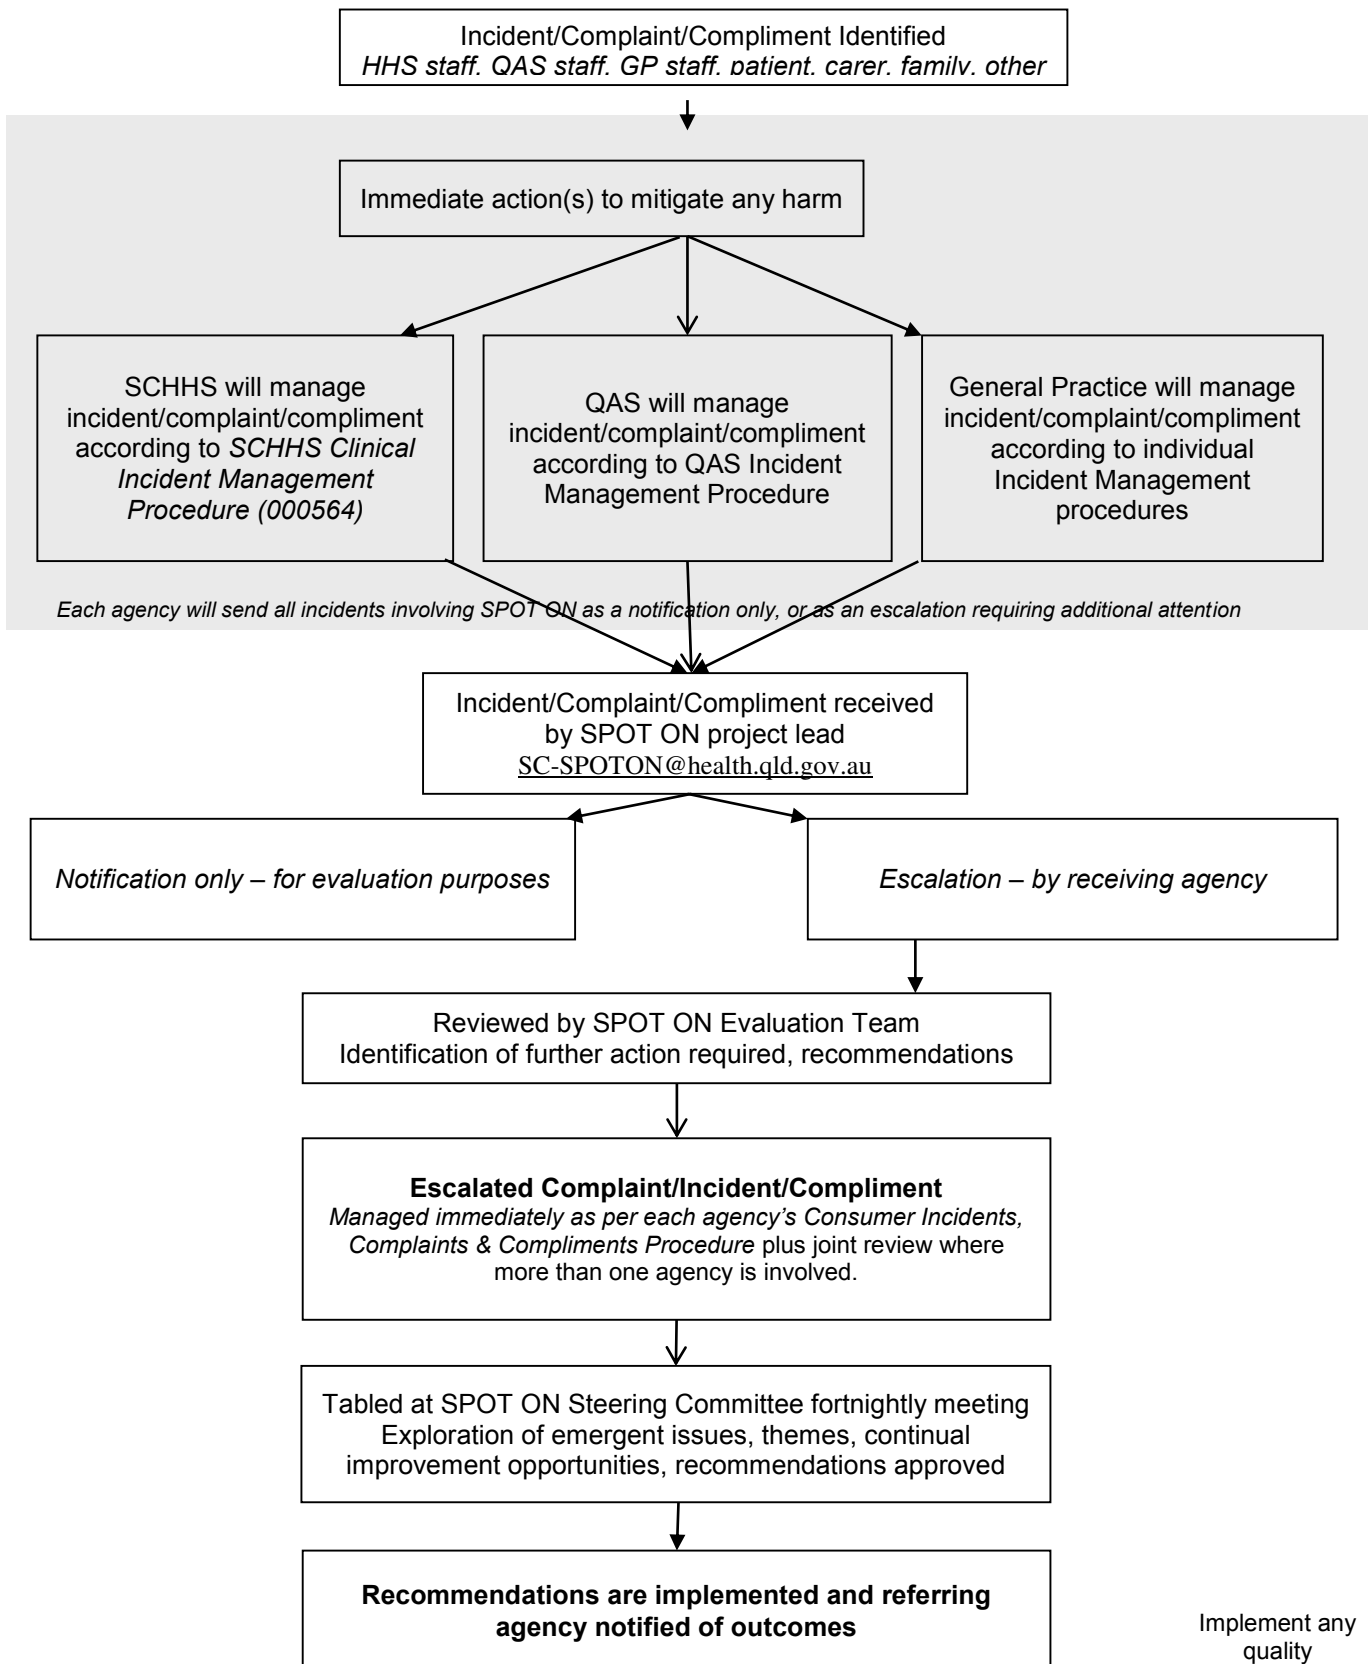 Incident/Complaint/Compliment Identified
HHS staff, QAS staff, GP staff, patient, carer, family, other
Immediate action(s) to mitigate any harm
SCHHS will manage
incident/complaint/compliment
according to SCHHS Clinical
Incident Management
Procedure (000564)
QAS will manage
incident/complaint/compliment
according to QAS Incident
Management Procedure
General Practice will manage
incident/complaint/compliment
according to individual
Incident Management
procedures
Each agency will send all incidents involving SPOT ON as a notification only, or as an escalation requiring additional attention
Incident/Complaint/Compliment received
by SPOT ON project lead
SC-SPOTON@health.qld.gov.au
Notification only – for evaluation purposes
Escalation – by receiving agency
Reviewed by SPOT ON Evaluation Team
Identification of further action required, recommendations
Escalated Complaint/Incident/Compliment
Managed immediately as per each agency’s Consumer Incidents,
Complaints & Compliments Procedure plus joint review where
more than one agency is involved.
Tabled at SPOT ON Steering Committee fortnightly meeting
Exploration of emergent issues, themes, continual
improvement opportunities, recommendations approved
Recommendations are implemented and referring
agency notified of outcomes
Implement any
quality